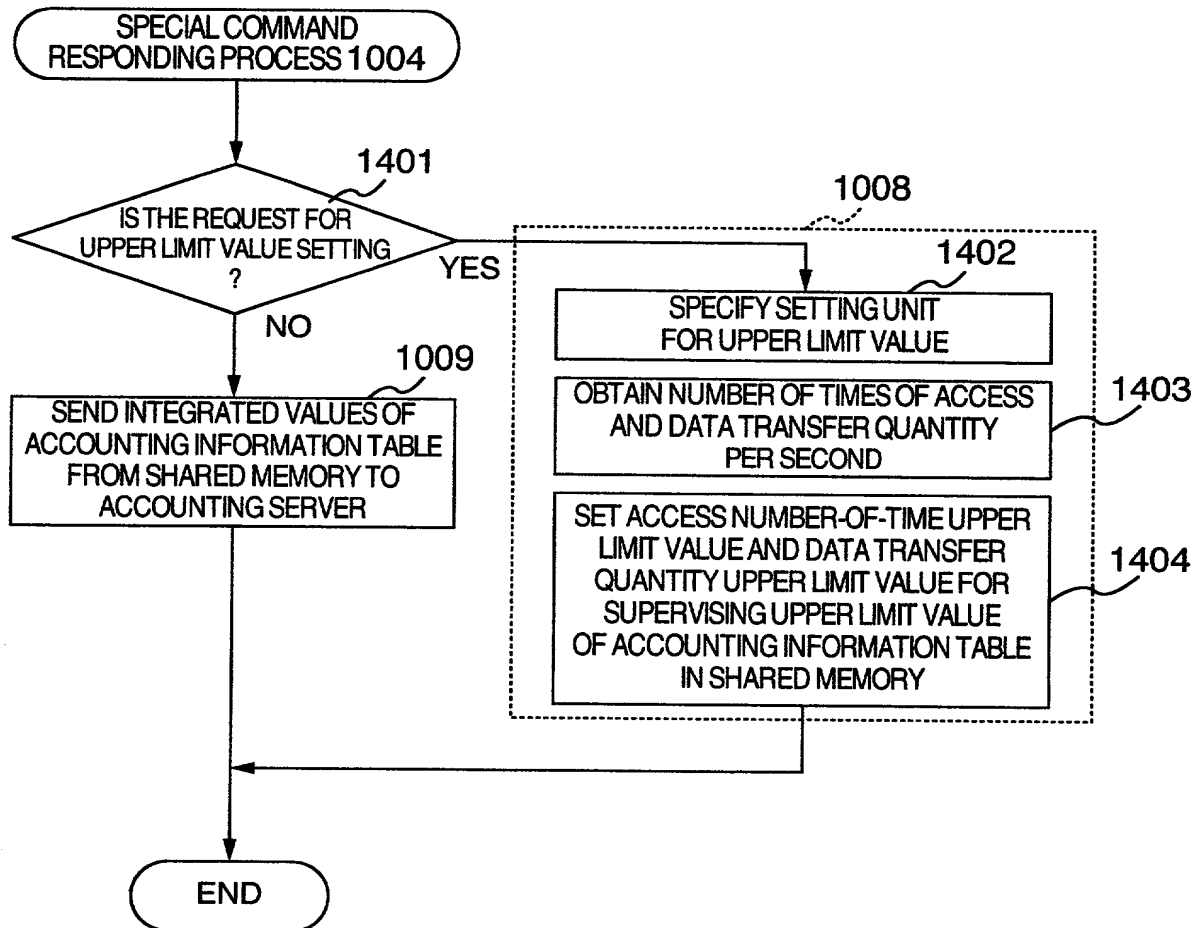 SPECIAL COMMAND
RESPONDING PROCESS 1004
1401
IS THE REQUEST FOR
UPPER LIMIT VALUE SETTING
?
YES
NO
1008
1402
SPECIFY SETTING UNIT
FOR UPPER LIMIT VALUE
1403
OBTAIN NUMBER OF TIMES OF ACCESS
AND DATA TRANSFER QUANTITY
PER SECOND
1404
SET ACCESS NUMBER-OF-TIME UPPER
LIMIT VALUE AND DATA TRANSFER
QUANTITY UPPER LIMIT VALUE FOR
SUPERVISING UPPER LIMIT VALUE
OF ACCOUNTING INFORMATION TABLE
IN SHARED MEMORY
1009
SEND INTEGRATED VALUES OF
ACCOUNTING INFORMATION TABLE
FROM SHARED MEMORY TO
ACCOUNTING SERVER
END